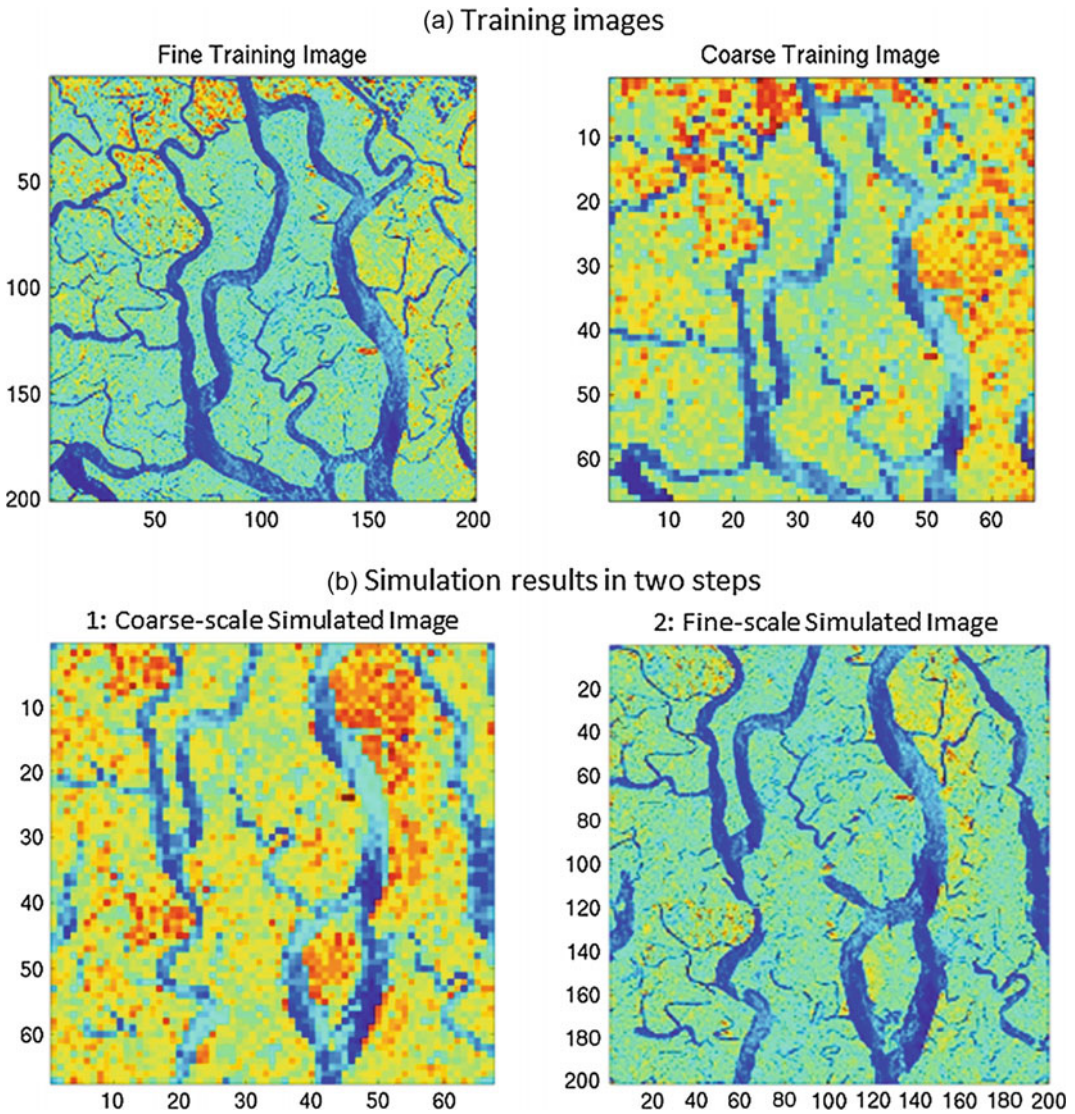 (a) Training images
Fine Training Image
Coarse Training Image
50
100
150
200
50 100 150 200
10
20
30
40
50
60
10 20 30 40 50 60
(b) Simulation results in two steps
1: Coarse-scale Simulated Image
2: Fine-scale Simulated Image
10
20
30
40
50
60
10 20 30 40 50 60
20
40
60
80
100
120
140
160
180
200
20 40 60 80 100 120 140 160 180 200